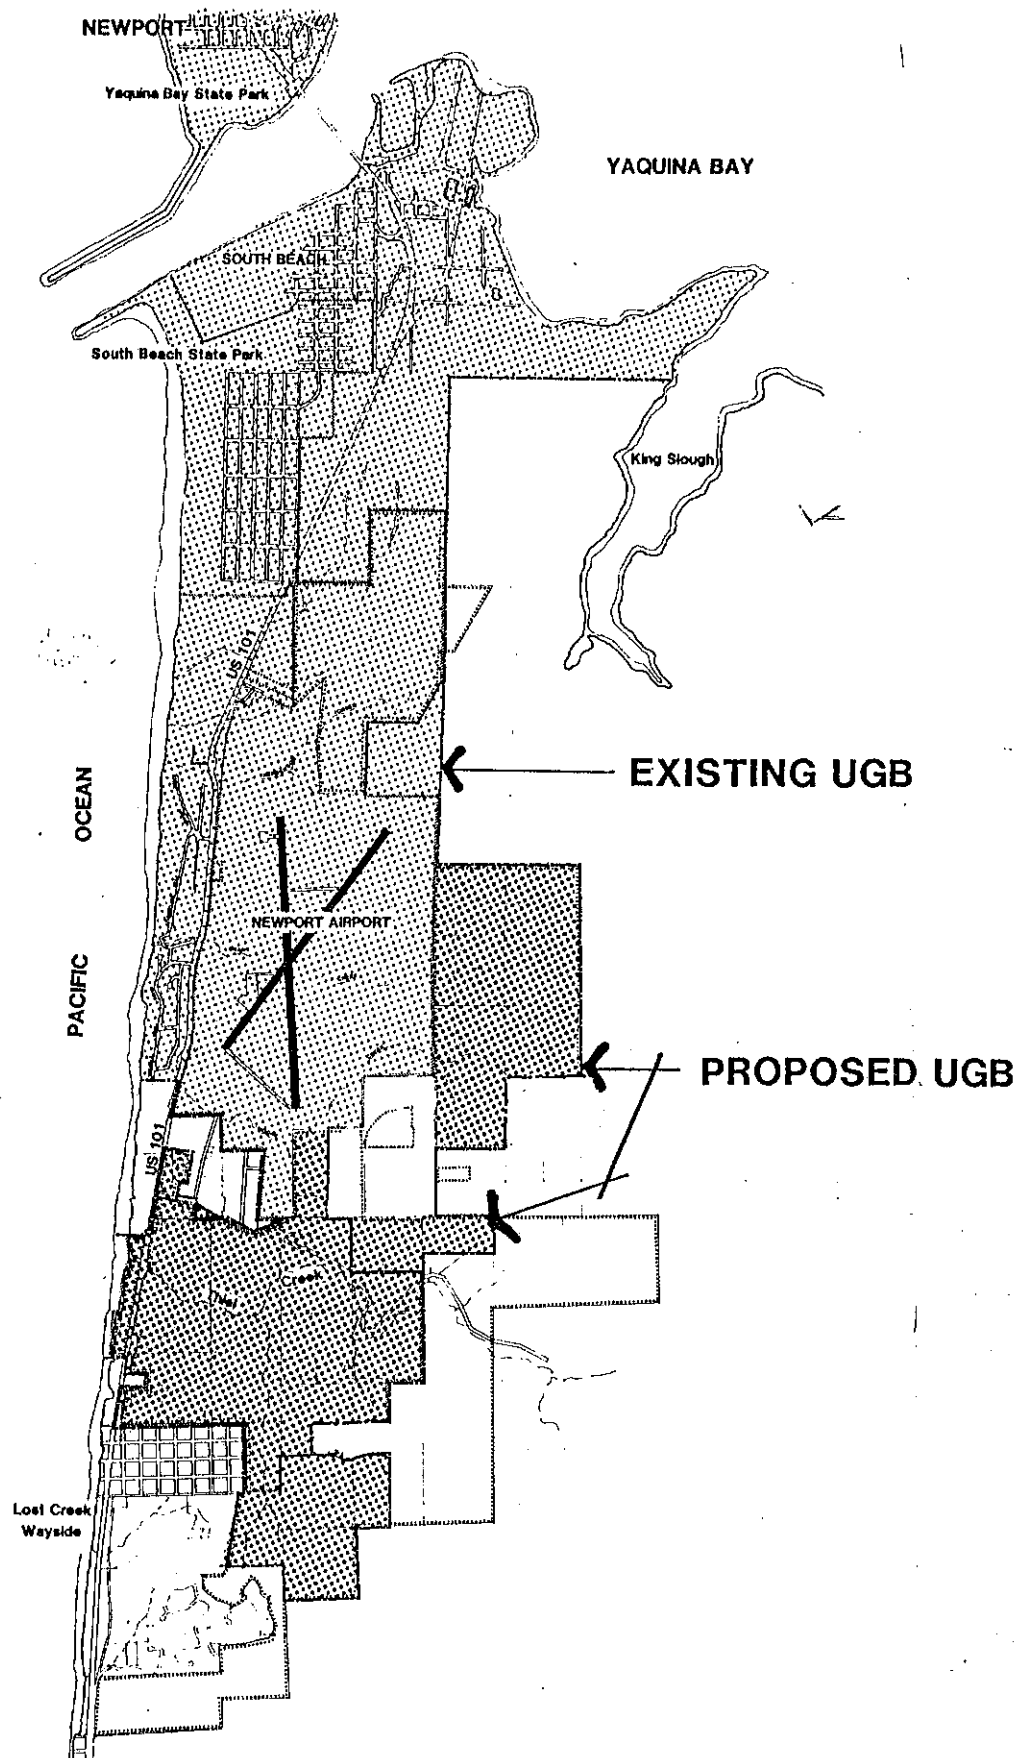 NEWPORT
Yaquina Bay State Park
YAQUINA BAY
SOUTH BEACH
South Beach State Park
King Slough
US 101
EXISTING UGB
PACIFIC OCEAN
NEWPORT AIRPORT
PROPOSED UGB
US 101
Creek
Lost Creek
Wayside